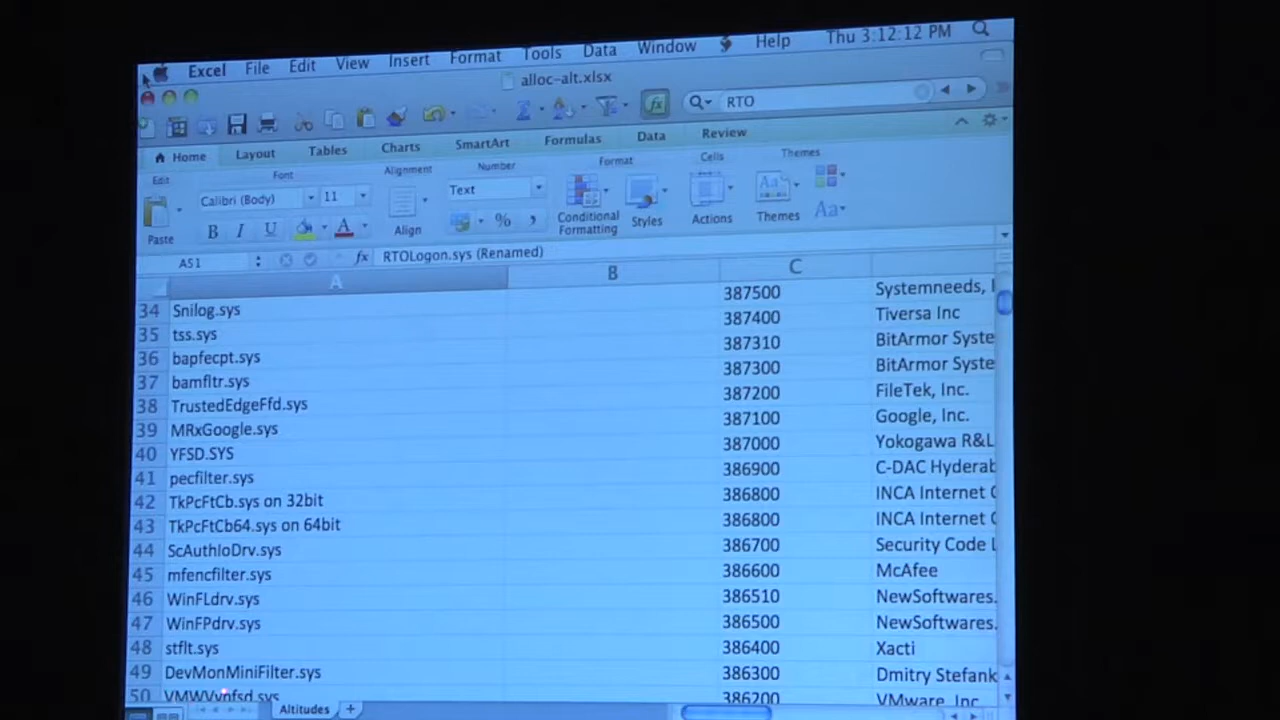 Excel File Edit View Insert Format Tools Data Window Help Thu 3:12:12 PM
alloc-alt.xlsx
fx RTO
Home Layout Tables Charts SmartArt Formulas Data Review
Edit Font Alignment Number Format Cells Themes
Calibri (Body) 11 Text
B I U A % , Aa Aa
Paste Align Conditional Formatting Styles Actions Themes
A51 fx RTOLogon.sys (Renamed)
A B C
34 Snilog.sys 387500 Systemneeds, I
35 tss.sys 387400 Tiversa Inc
36 bapfecpt.sys 387310 BitArmor Syste
37 bamfltr.sys 387300 BitArmor Syste
38 TrustedEdgeFfd.sys 387200 FileTek, Inc.
39 MRxGoogle.sys 387100 Google, Inc.
40 YFSD.SYS 387000 Yokogawa R&L
41 pecfilter.sys 386900 C-DAC Hyderab
42 TkPcFtCb.sys on 32bit 386800 INCA Internet C
43 TkPcFtCb64.sys on 64bit 386800 INCA Internet C
44 ScAuthIoDrv.sys 386700 Security Code L
45 mfencfilter.sys 386600 McAfee
46 WinFLdrv.sys 386510 NewSoftwares.
47 WinFPdrv.sys 386500 NewSoftwares.
48 stflt.sys 386400 Xacti
49 DevMonMiniFilter.sys 386300 Dmitry Stefank
50 386200 VMware, Inc
Altitudes +